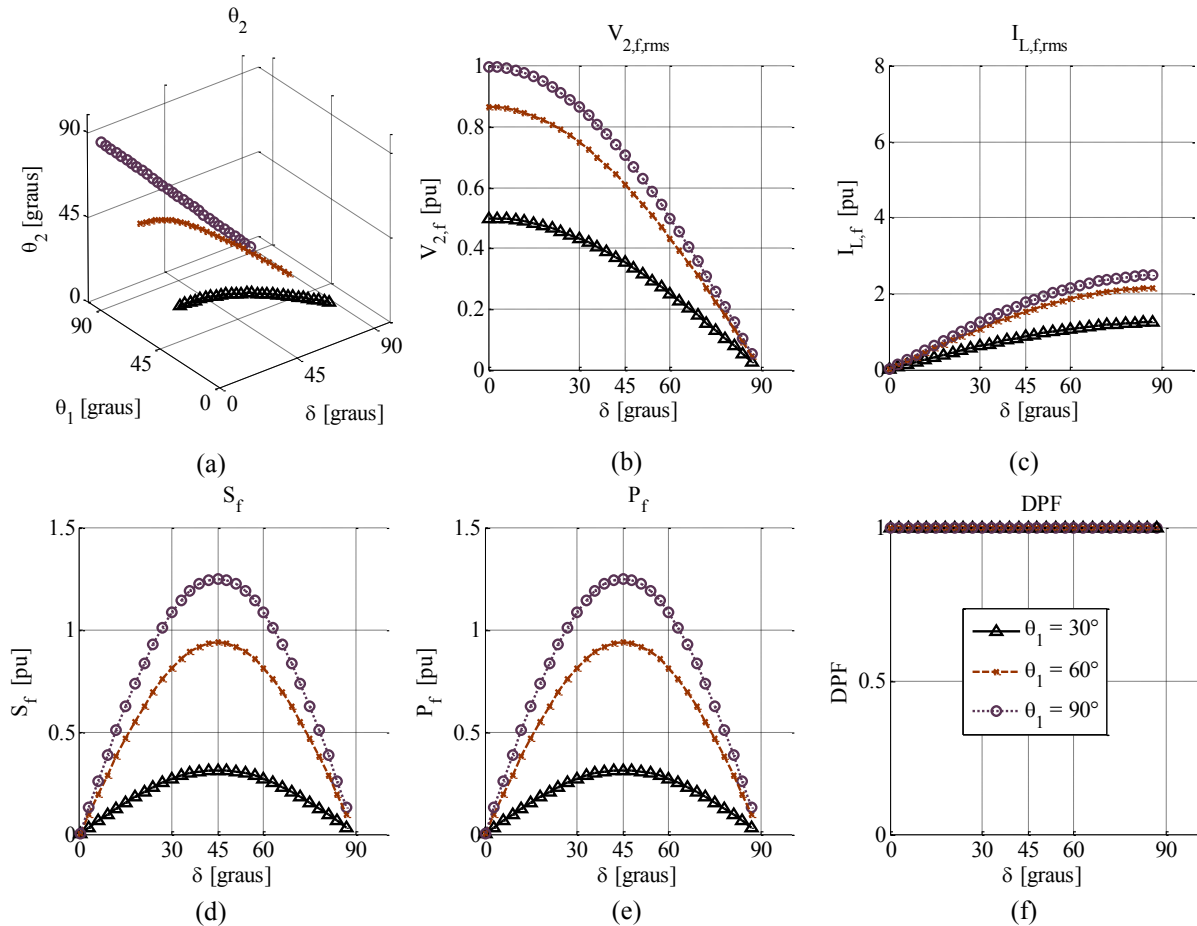 θ2
90
45
0
θ2 [graus]
90
45
0
θ1 [graus]
0
45
90
δ [graus]
(a)
V2,f,rms
1
0.8
0.6
0.4
0.2
0
V2,f [pu]
0 30 45 60 90
δ [graus]
(b)
IL,f,rms
8
6
4
2
0
IL,f [pu]
0 30 45 60 90
δ [graus]
(c)
Sf
1.5
1
0.5
0
Sf [pu]
0 30 45 60 90
δ [graus]
(d)
Pf
1.5
1
0.5
0
Pf [pu]
0 30 45 60 90
δ [graus]
(e)
DPF
1
0.5
0
DPF
θ1 = 30°
θ1 = 60°
θ1 = 90°
0 30 45 60 90
δ [graus]
(f)